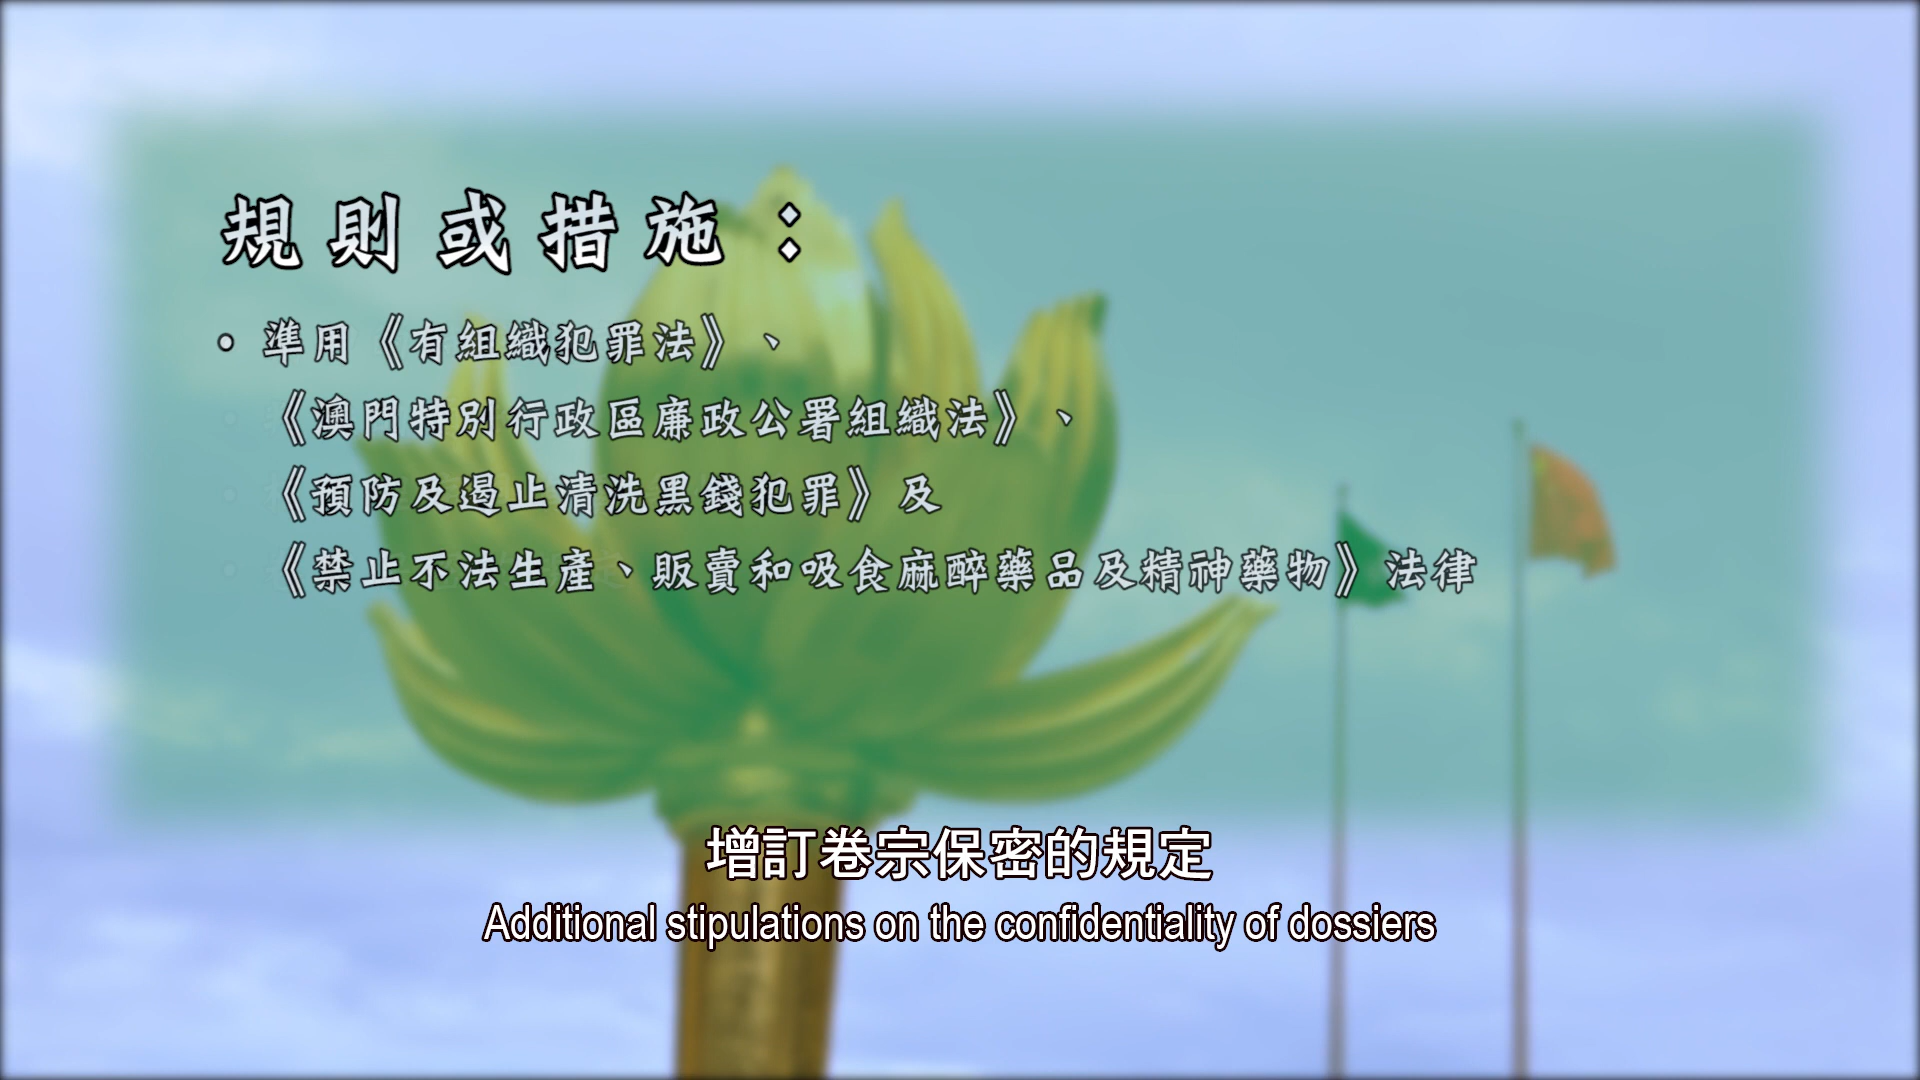 規則或措施：
• 準用《有組織犯罪法》、
《澳門特別行政區廉政公署組織法》、
《預防及遏止清洗黑錢犯罪》及
《禁止不法生產、販賣和吸食麻醉藥品及精神藥物》法律
增訂卷宗保密的規定
Additional stipulations on the confidentiality of dossiers